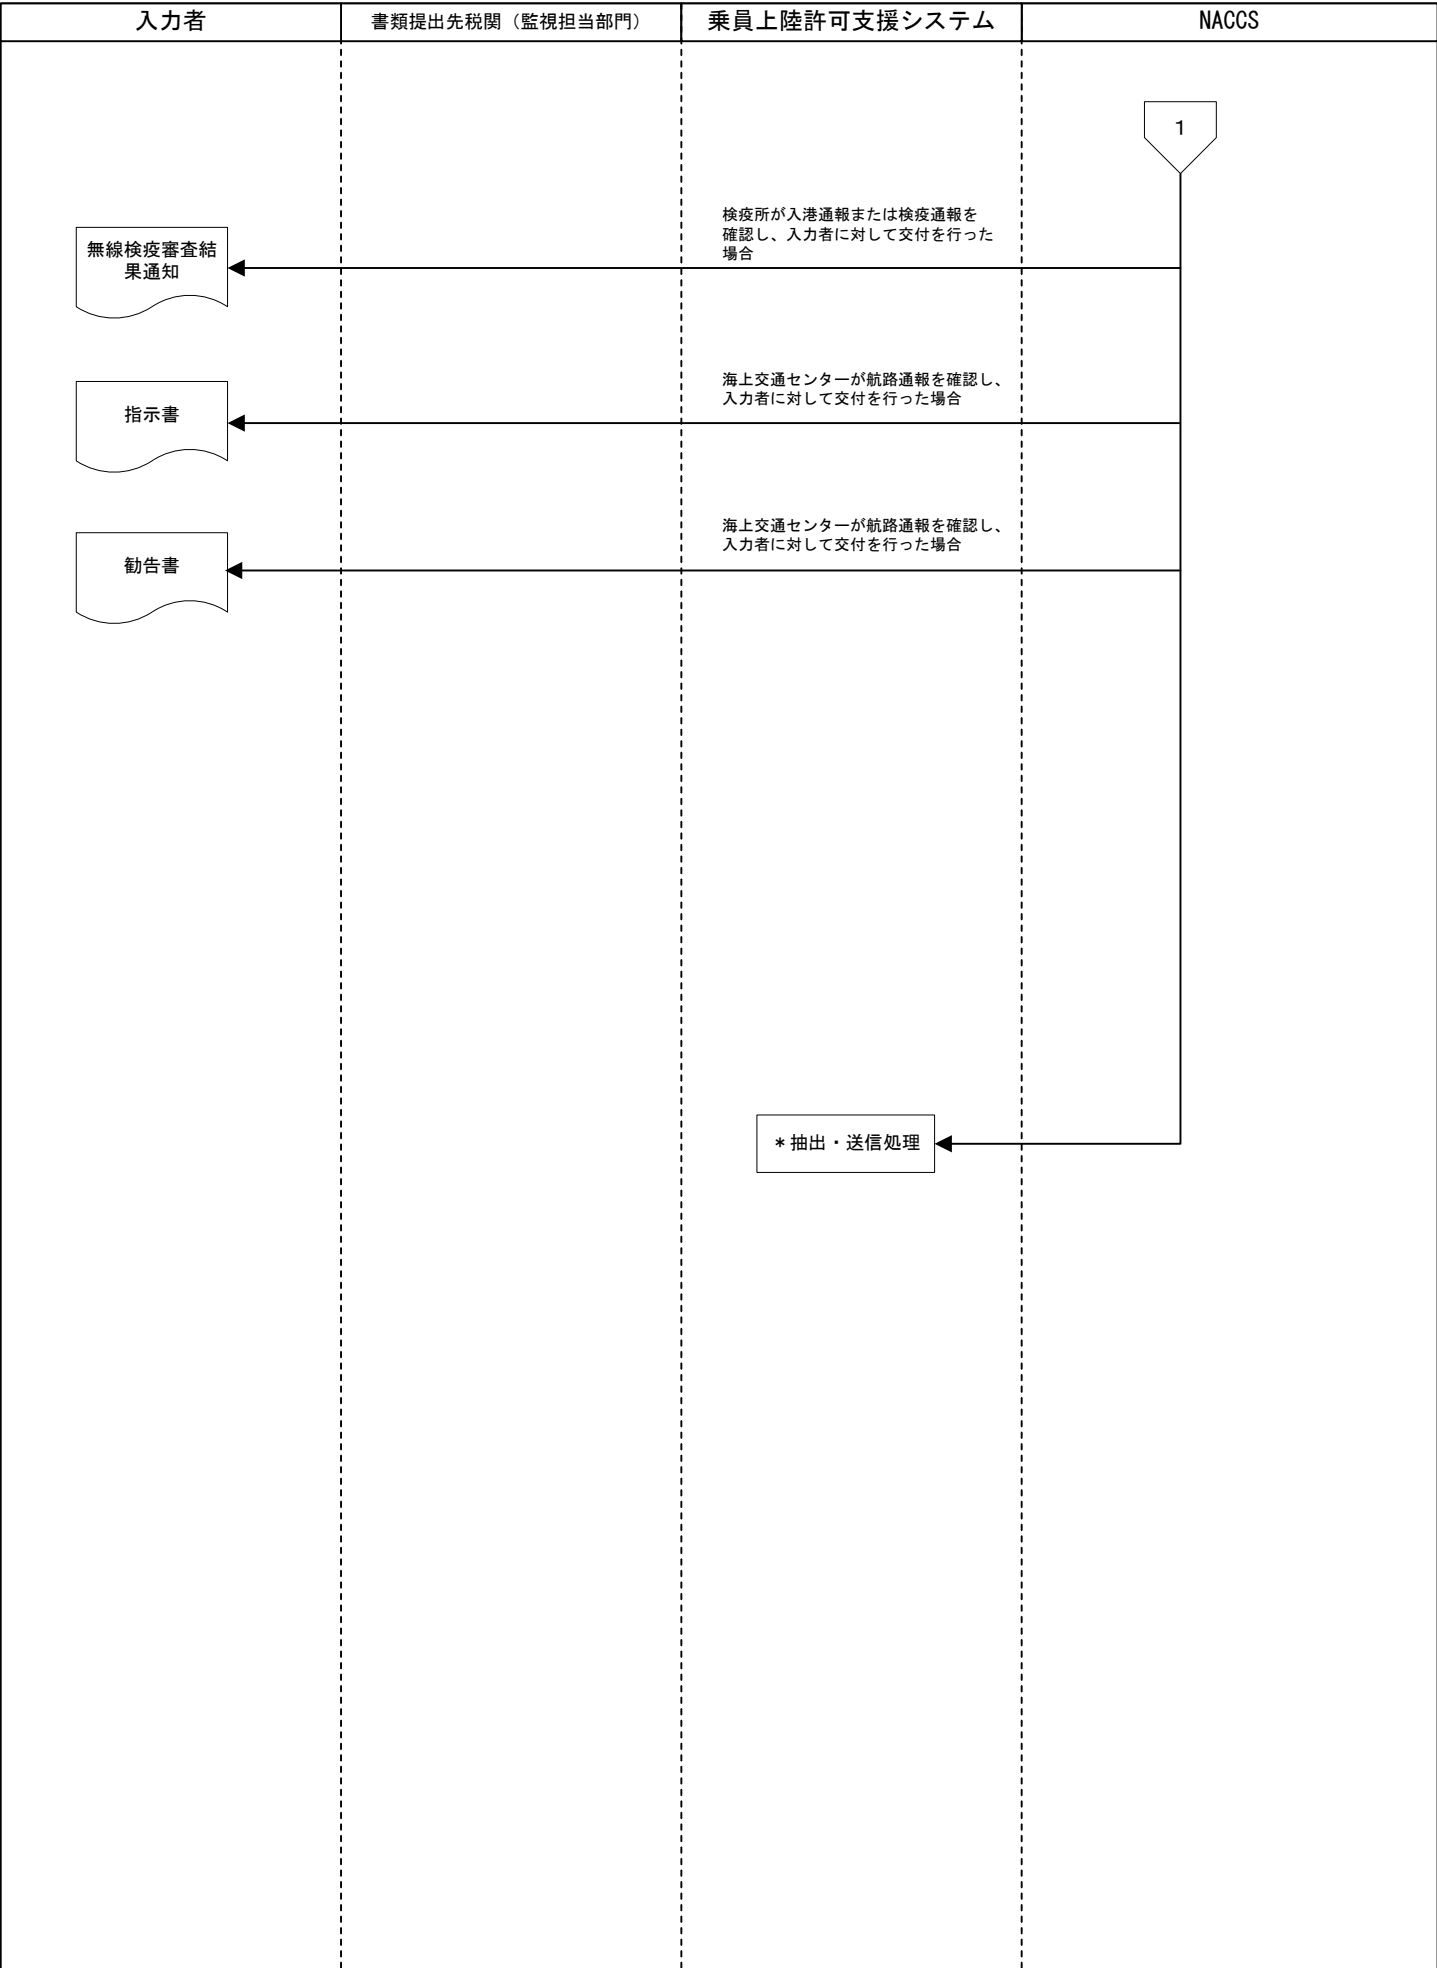 入力者
書類提出先税関（監視担当部門）
乗員上陸許可支援システム
NACCS
1
検疫所が入港通報または検疫通報を
確認し、入力者に対して交付を行った
場合
無線検疫審査結
果通知
海上交通センターが航路通報を確認し、
入力者に対して交付を行った場合
指示書
海上交通センターが航路通報を確認し、
入力者に対して交付を行った場合
勧告書
＊抽出・送信処理